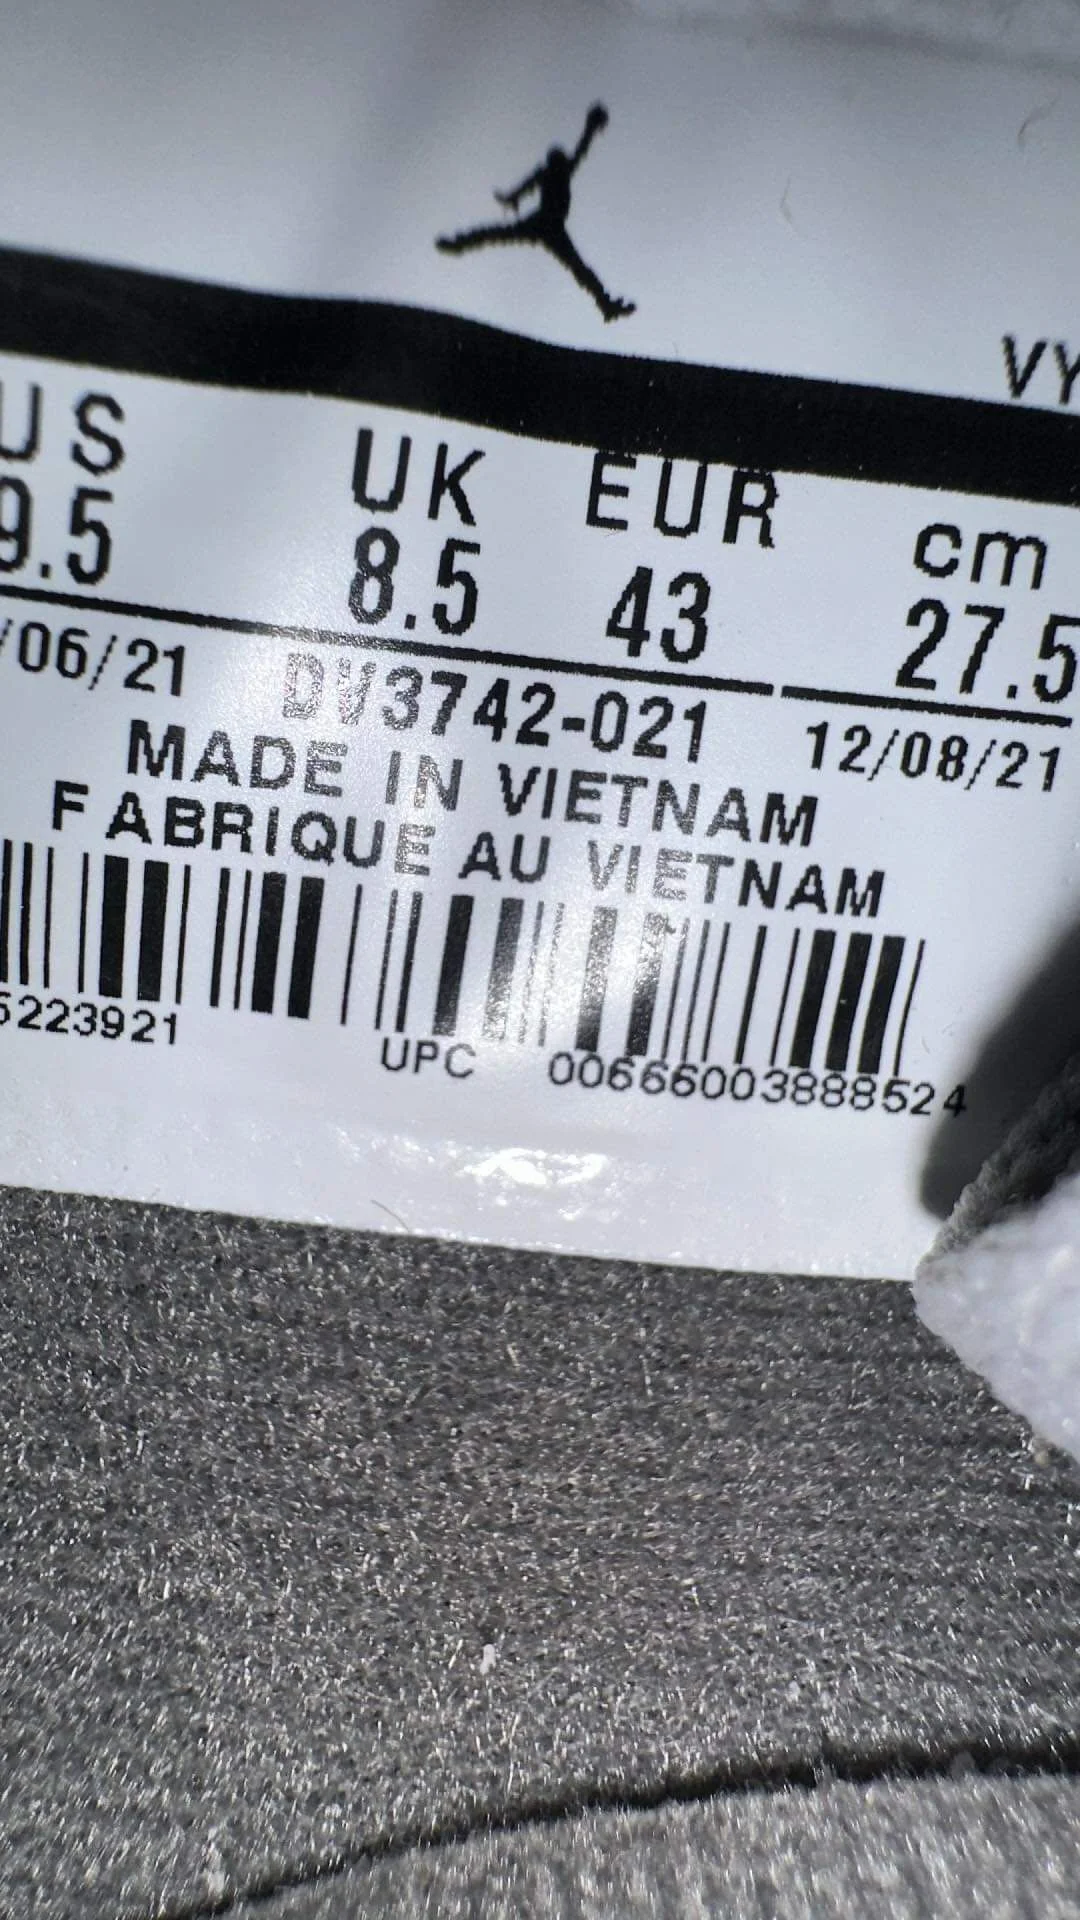 VY
US UK EUR cm
9.5 8.5 43 27.5
/06/21 DV3742-021 12/08/21
MADE IN VIETNAM
FABRIQUE AU VIETNAM
5223921 UPC 00666003888524